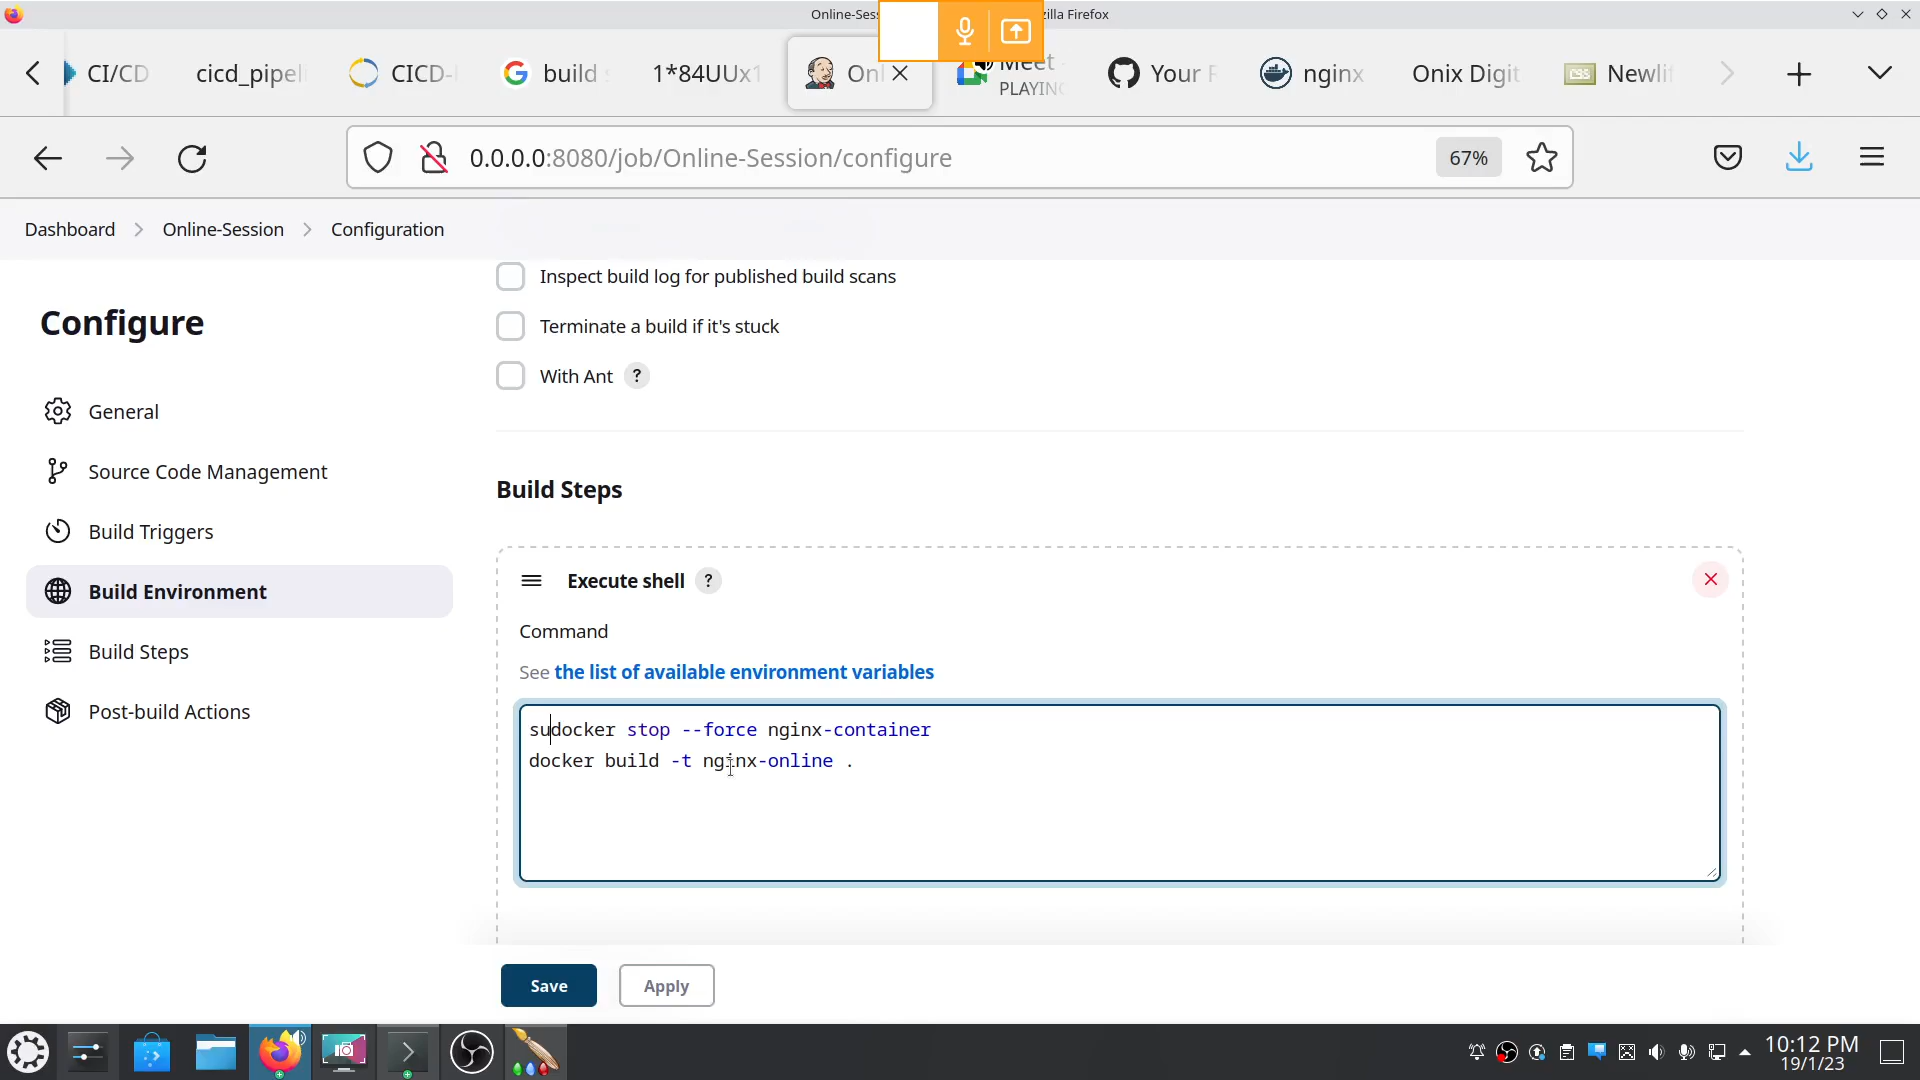 Online-Ses
zilla Firefox
CI/CD
cicd_pipel
CICD-
build s
1*84UUx1
Onl
Meet
PLAYING
Your F
nginx
Onix Digit
Newlif
0.0.0.0:8080/job/Online-Session/configure
67%
Dashboard
Online-Session
Configuration
Configure
General
Source Code Management
Build Triggers
Build Environment
Build Steps
Post-build Actions
Inspect build log for published build scans
Terminate a build if it's stuck
With Ant ?
Build Steps
Execute shell ?
Command
See the list of available environment variables
sudocker stop --force nginx-container
docker build -t nginx-online .
Save
Apply
10:12 PM
19/1/23